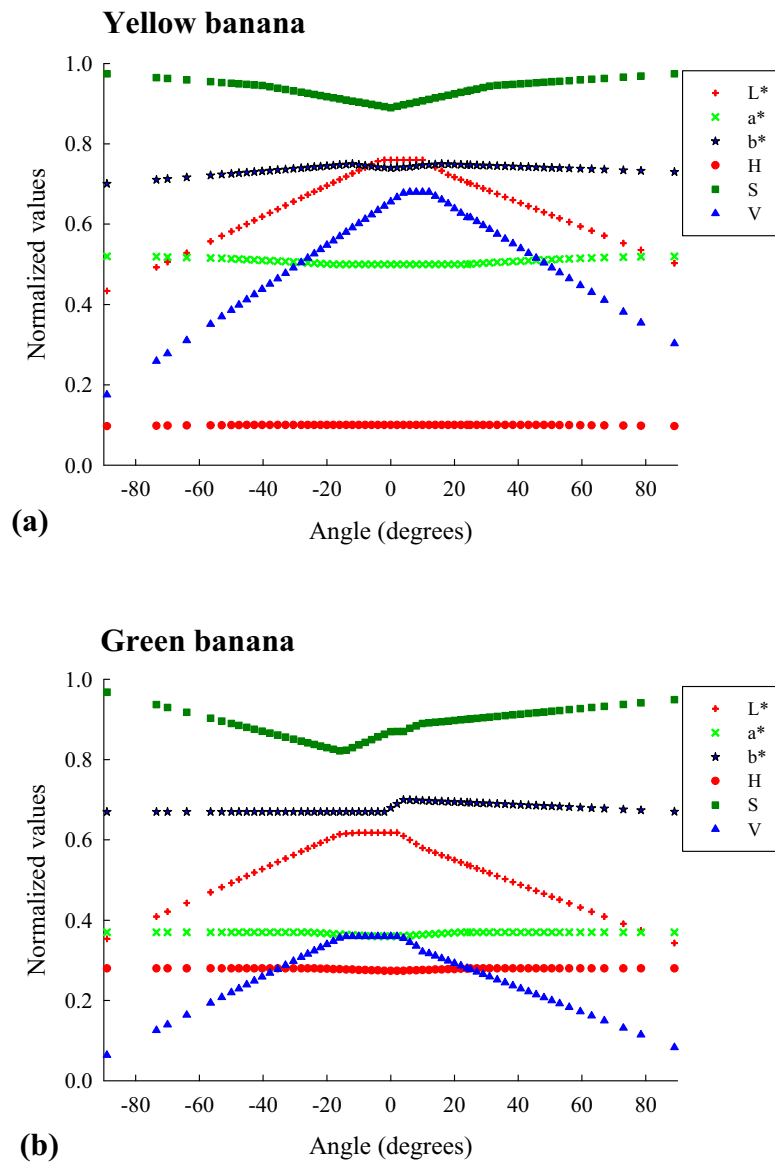 Yellow banana
1.0
0.8
0.6
0.4
0.2
0.0
Normalized values
-80 -60 -40 -20 0 20 40 60 80
Angle (degrees)
L*
a*
b*
H
S
V
(a)
Green banana
1.0
0.8
0.6
0.4
0.2
0.0
Normalized values
-80 -60 -40 -20 0 20 40 60 80
Angle (degrees)
L*
a*
b*
H
S
V
(b)